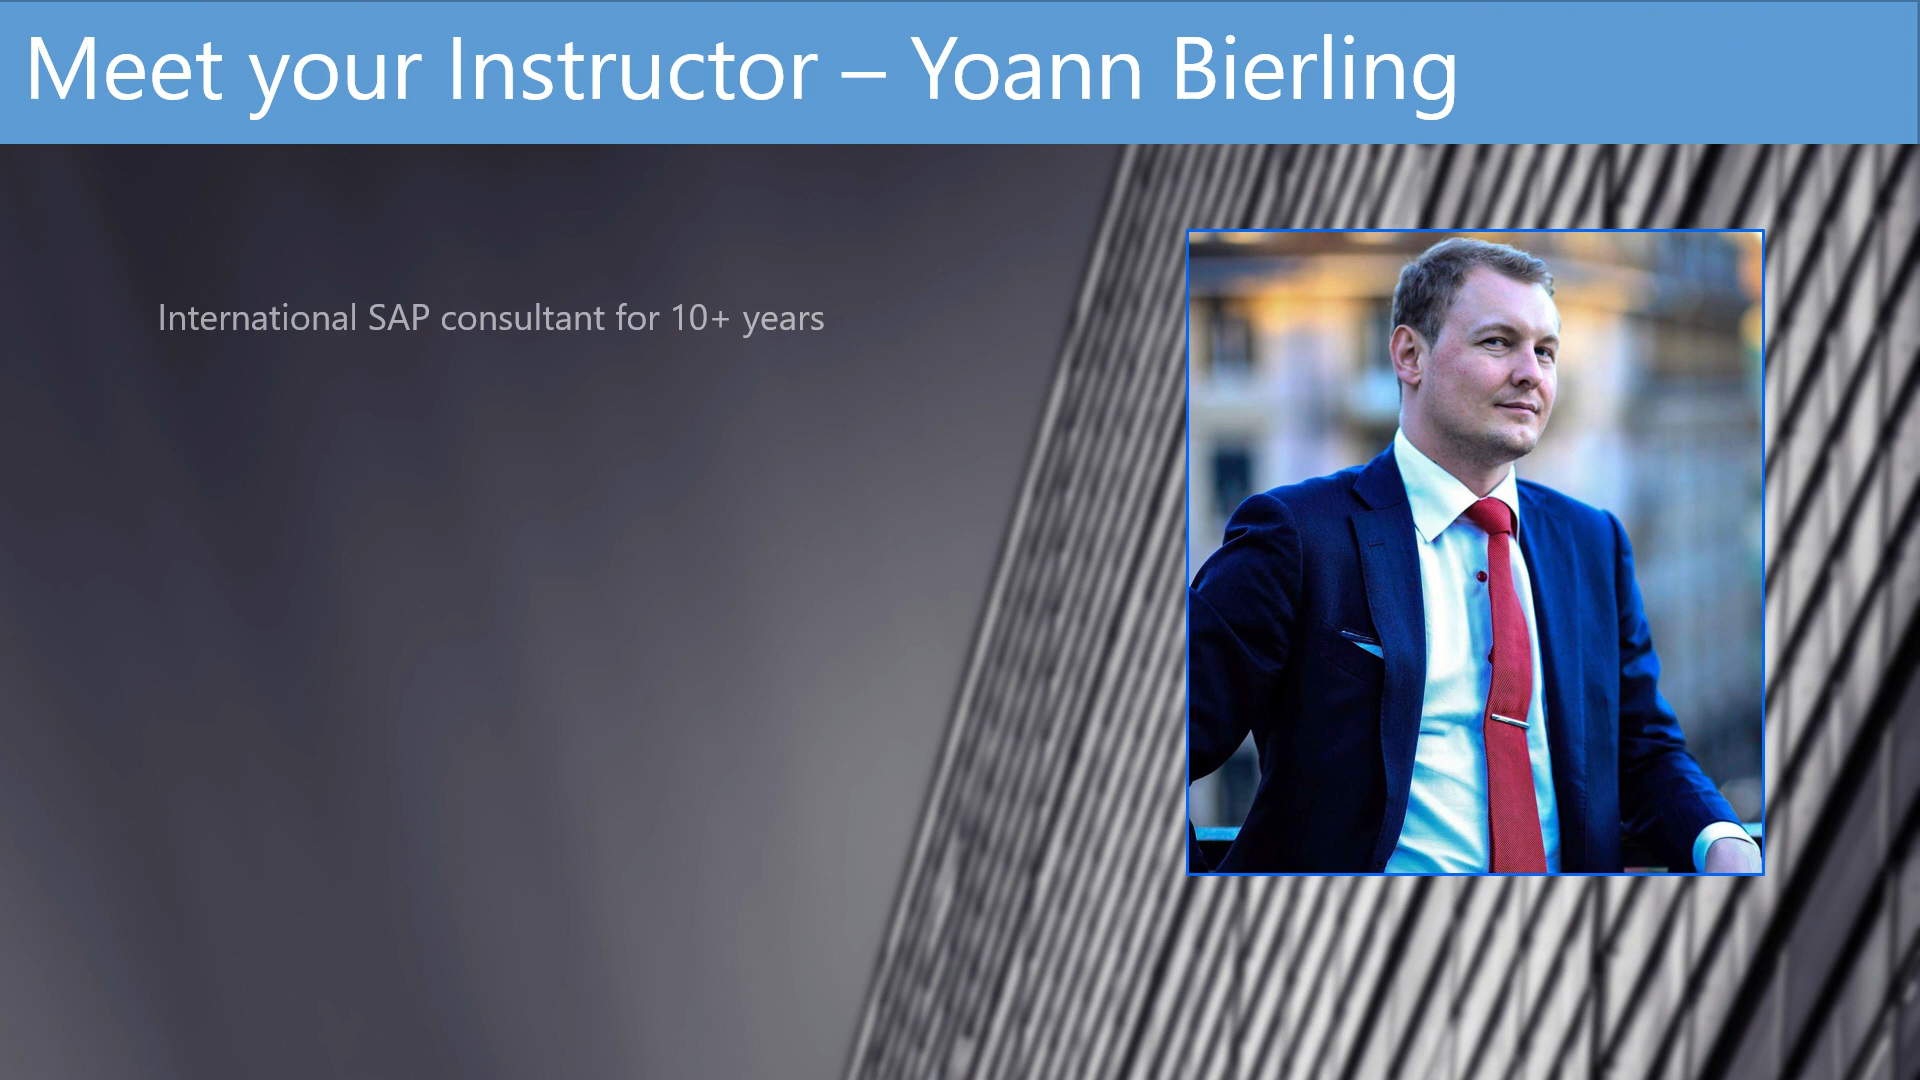 Meet your Instructor – Yoann Bierling
International SAP consultant for 10+ years